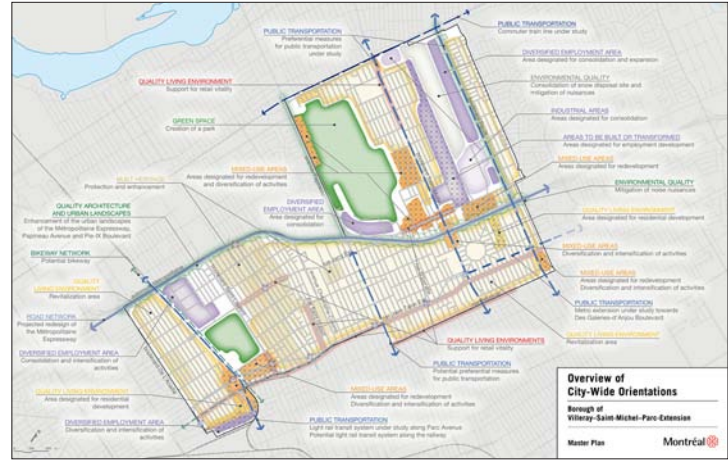 PUBLIC TRANSPORTATION
Preferential measures
for public transportation
under study
PUBLIC TRANSPORTATION
Commuter train line under study
DIVERSIFIED EMPLOYMENT AREA
Area designated for consolidation and expansion
QUALITY LIVING ENVIRONMENT
Support for retail vitality
ENVIRONMENTAL QUALITY
Consolidation of snow disposal site and
mitigation of nuisances
GREEN SPACE
Creation of a park
INDUSTRIAL AREAS
Areas designated for consolidation
AREAS TO BE BUILT OR TRANSFORMED
Areas designated for employment development
MIXED-USE AREAS
Areas designated for redevelopment
and diversification of activities
MIXED-USE AREAS
Areas designated for redevelopment
BUILT HERITAGE
Protection and enhancement
ENVIRONMENTAL QUALITY
Mitigation of noise nuisances
QUALITY ARCHITECTURE
AND URBAN LANDSCAPES
Enhancement of the urban landscapes
of the Métropolitaine Expressway,
Papineau Avenue and Pie-IX Boulevard
DIVERSIFIED
EMPLOYMENT AREA
Area designated for
consolidation
QUALITY LIVING ENVIRONMENT
Area designated for residential development
BIKEWAY NETWORK
Potential bikeway
MIXED-USE AREAS
Diversification and intensification of activities
QUALITY
LIVING ENVIRONMENT
Revitalization area
MIXED-USE AREAS
Areas designated for redevelopment
Diversification and intensification of activities
ROAD NETWORK
Projected redesign of
the Métropolitaine
Expressway
PUBLIC TRANSPORTATION
Metro extension under study towards
Des Galeries-d'Anjou Boulevard
DIVERSIFIED EMPLOYMENT AREA
Consolidation and intensification of
activities
QUALITY LIVING ENVIRONMENTS
Support for retail vitality
QUALITY LIVING ENVIRONMENT
Revitalization area
PUBLIC TRANSPORTATION
Potential preferential measures
for public transportation
QUALITY LIVING ENVIRONMENT
Area designated for residential
development
MIXED-USE AREAS
Areas designated for redevelopment
Diversification and intensification of activities
DIVERSIFIED EMPLOYMENT AREA
Diversification and intensification of
activities
PUBLIC TRANSPORTATION
Light rail transit system under study along Parc Avenue
Potential light rail transit system along the railway
Overview of
City-Wide Orientations
Borough of
Villeray–Saint-Michel–Parc-Extension
Master Plan
Montréal